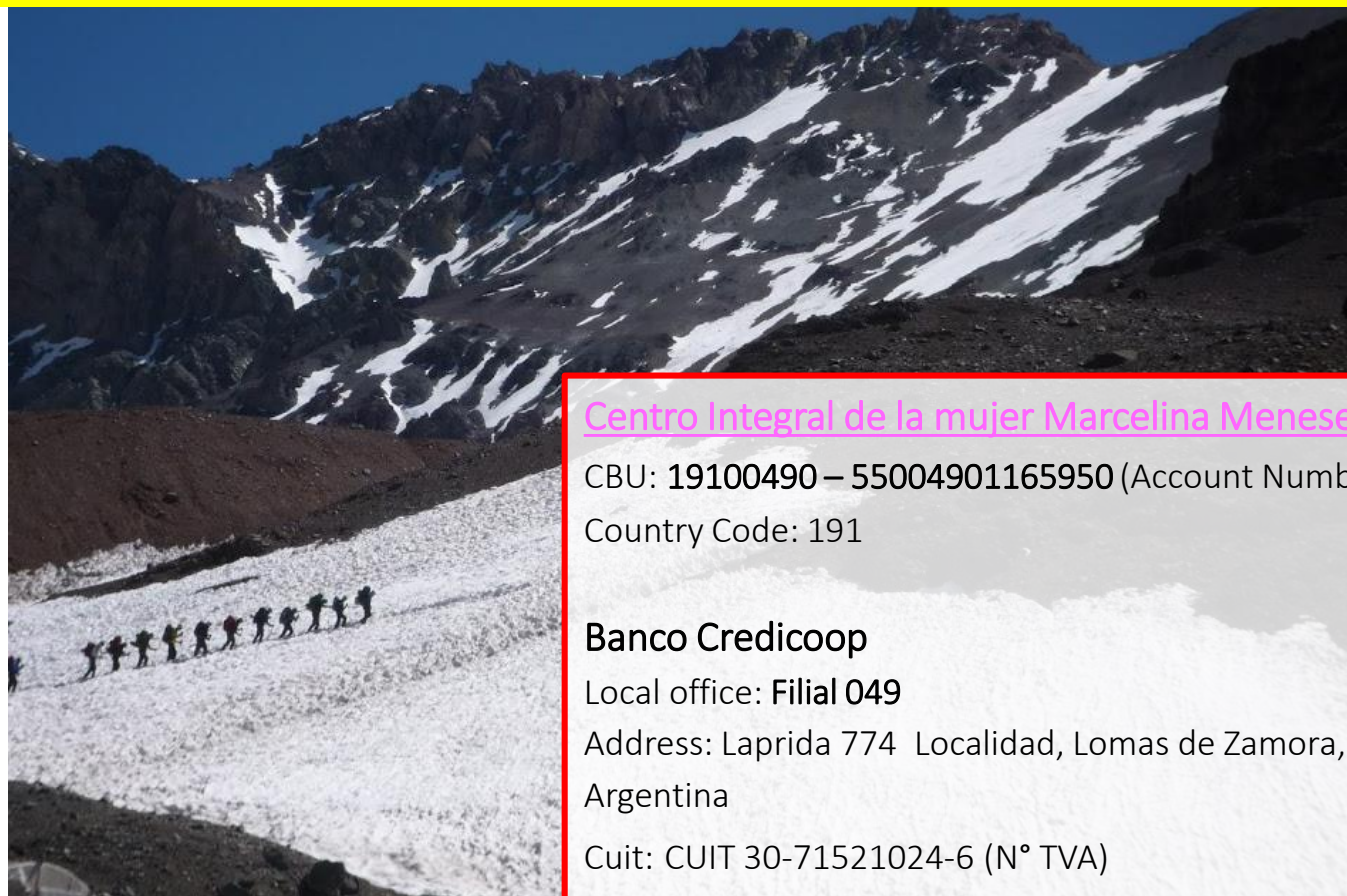 Centro Integral de la mujer Marcelina
CBU: 19100490 – 55004901165950 (Account
Country Code: 191
Banco Credicoop
Local office: Filial 049
Address: Laprida 774 Localidad, Lomas de Zamora,
Argentina
Cuit: CUIT 30-71521024-6 (N° TVA)